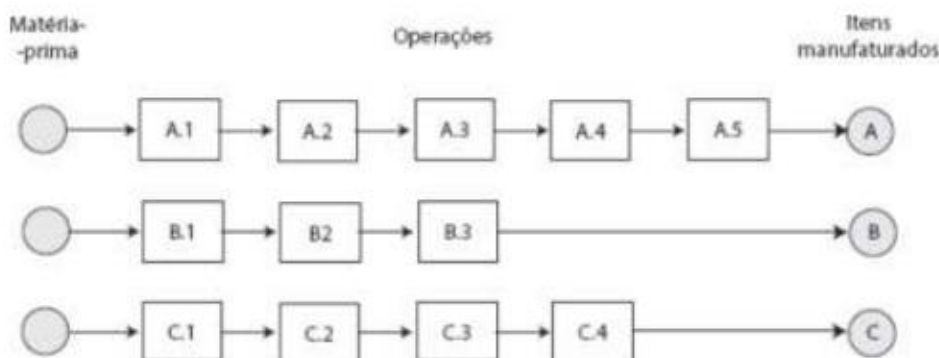 Matéria-
-prima
Operações
Itens
manufaturados
A.1 A.2 A.3 A.4 A.5 A
B.1 B2 B.3 B
C.1 C.2 C.3 C.4 C